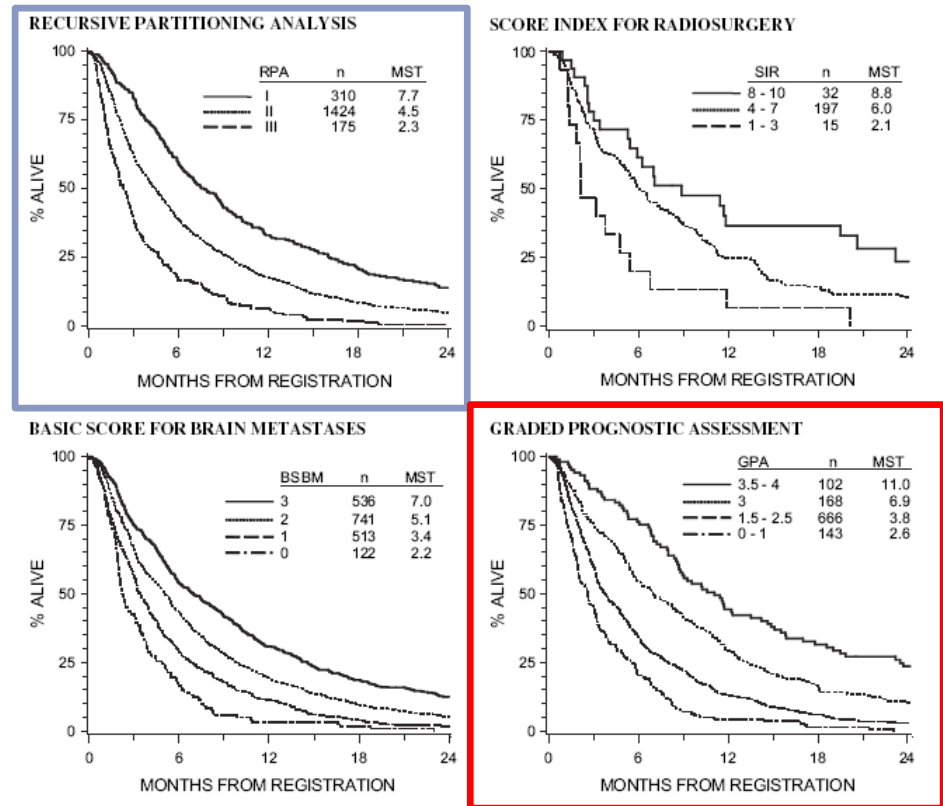 RECURSIVE PARTITIONING ANALYSIS
RPA n MST
I 310 7.7
II 1424 4.5
III 175 2.3
100
75
50
25
0
% ALIVE
0 6 12 18 24
MONTHS FROM REGISTRATION
SCORE INDEX FOR RADIOSURGERY
SIR n MST
8 - 10 32 8.8
4 - 7 197 6.0
1 - 3 15 2.1
100
75
50
25
0
% ALIVE
0 6 12 18 24
MONTHS FROM REGISTRATION
BASIC SCORE FOR BRAIN METASTASES
BSBM n MST
3 536 7.0
2 741 5.1
1 513 3.4
0 122 2.2
100
75
50
25
0
% ALIVE
0 6 12 18 24
MONTHS FROM REGISTRATION
GRADED PROGNOSTIC ASSESSMENT
GPA n MST
3.5 - 4 102 11.0
3 168 6.9
1.5 - 2.5 666 3.8
0 - 1 143 2.6
100
75
50
25
0
% ALIVE
0 6 12 18 24
MONTHS FROM REGISTRATION